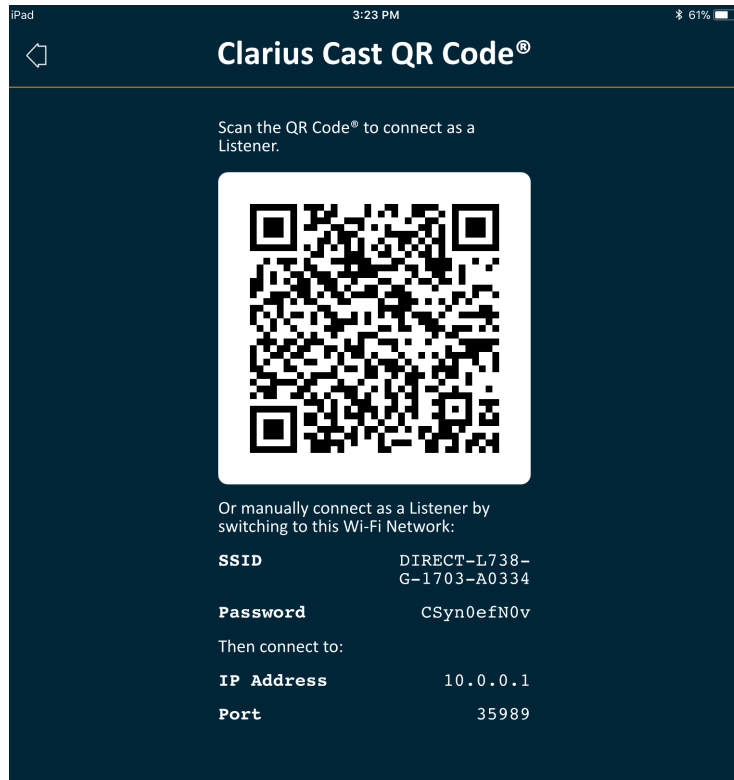 iPad 3:23 PM 61%
Clarius Cast QR Code®
Scan the QR Code® to connect as a
Listener.
Or manually connect as a Listener by
switching to this Wi-Fi Network:
SSID DIRECT-L738-
G-1703-A0334
Password CSyn0efN0v
Then connect to:
IP Address 10.0.0.1
Port 35989